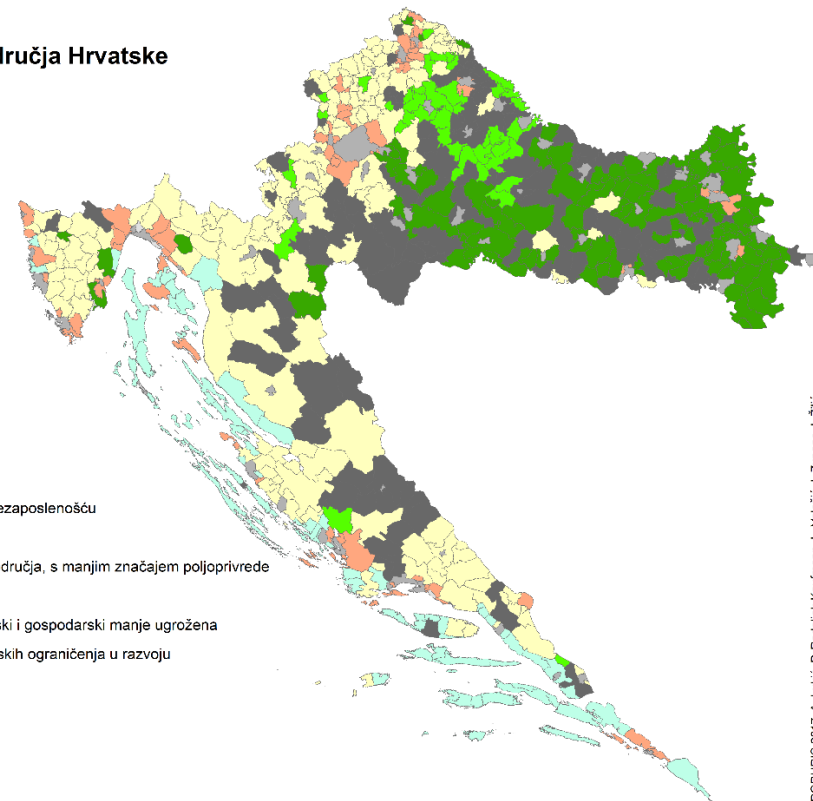 dručja Hrvatske
ezaposlenošću
dručja, s manjim značajem poljoprivrede
ski i gospodarski manje ugrožena
skih ograničenja u razvoju